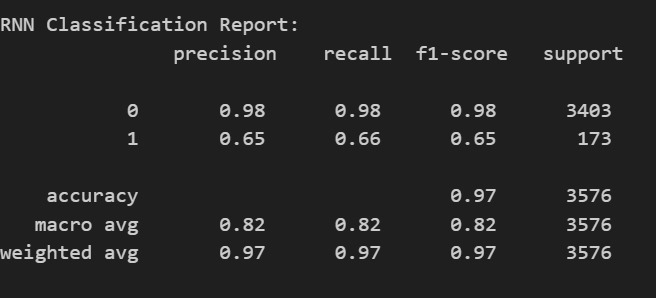 RNN Classification Report:
precision recall f1-score support
0 0.98 0.98 0.98 3403
1 0.65 0.66 0.65 173
accuracy 0.97 3576
macro avg 0.82 0.82 0.82 3576
weighted avg 0.97 0.97 0.97 3576